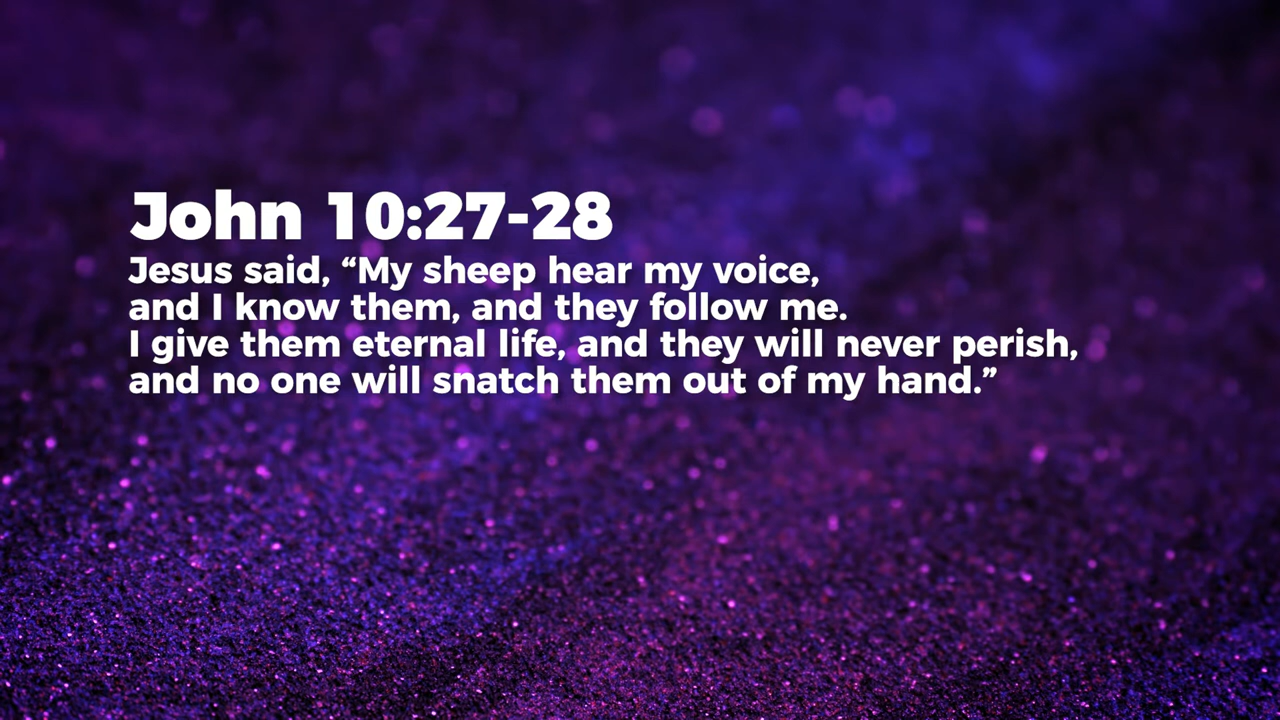 John 10:27-28
Jesus said, “My sheep hear my voice,
and I know them, and they follow me.
I give them eternal life, and they will never perish,
and no one will snatch them out of my hand.”